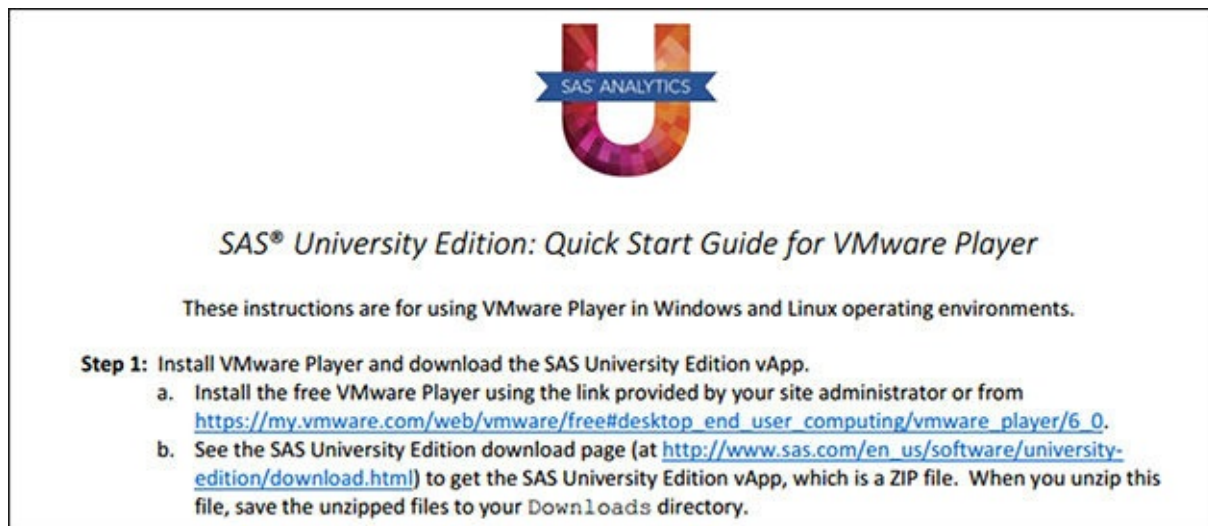 SAS® ANALYTICS
SAS® University Edition: Quick Start Guide for VMware Player
These instructions are for using VMware Player in Windows and Linux operating environments.
Step 1: Install VMware Player and download the SAS University Edition vApp.
a. Install the free VMware Player using the link provided by your site administrator or from
https://my.vmware.com/web/vmware/free#desktop_end_user_computing/vmware_player/6_0.
b. See the SAS University Edition download page (at http://www.sas.com/en_us/software/university-
edition/download.html) to get the SAS University Edition vApp, which is a ZIP file. When you unzip this
file, save the unzipped files to your Downloads directory.